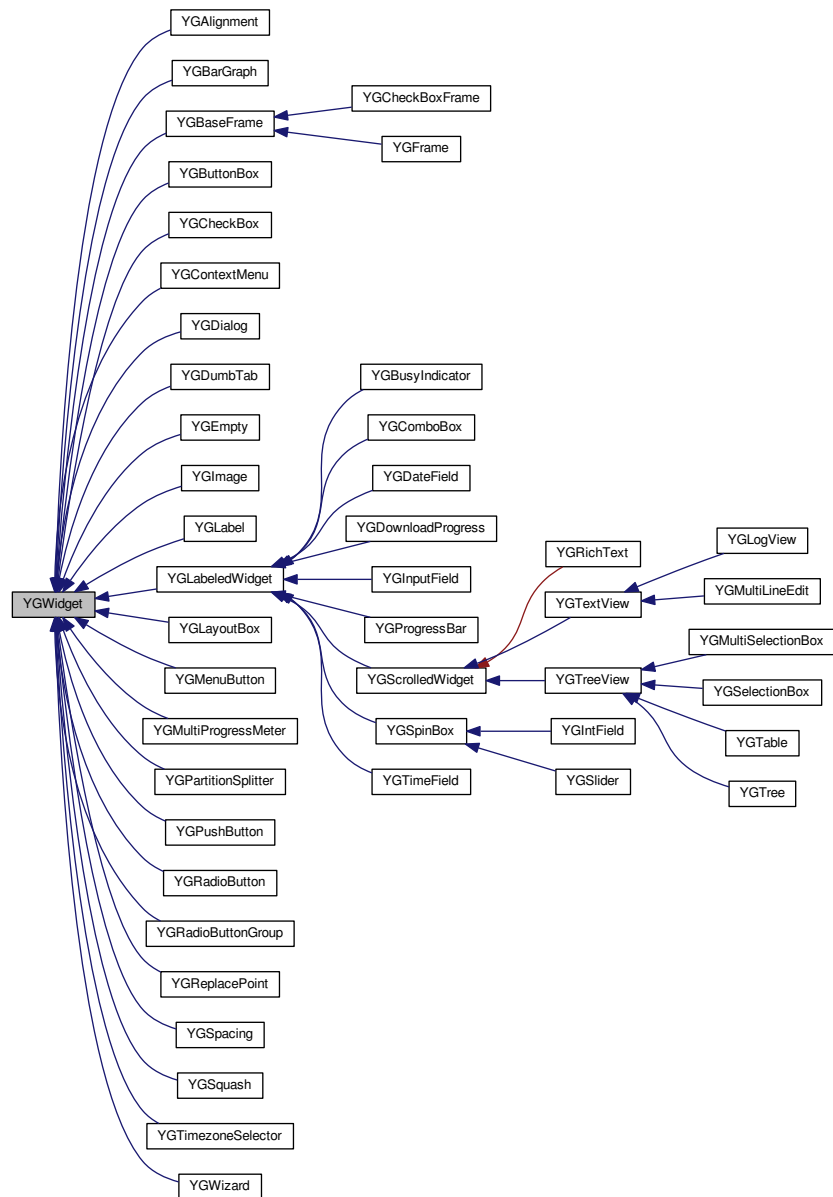 YGAlignment
YGBarGraph
YGCheckBoxFrame
YGBaseFrame
YGFrame
YGButtonBox
YGCheckBox
YGContextMenu
YGDialog
YGDumbTab
YGBusyIndicator
YGEmpty
YGComboBox
YGImage
YGDateField
YGLabel
YGDownloadProgress
YGLogView
YGRichText
YGLabeledWidget
YGInputField
YGMultiLineEdit
YGWidget
YGTextView
YGLayoutBox
YGProgressBar
YGMultiSelectionBox
YGMenuButton
YGScrolledWidget
YGTreeView
YGSelectionBox
YGMultiProgressMeter
YGSpinBox
YGIntField
YGTable
YGPartitionSplitter
YGTimeField
YGSlider
YGTree
YGPushButton
YGRadioButton
YGRadioButtonGroup
YGReplacePoint
YGSpacing
YGSquash
YGTimezoneSelector
YGWizard